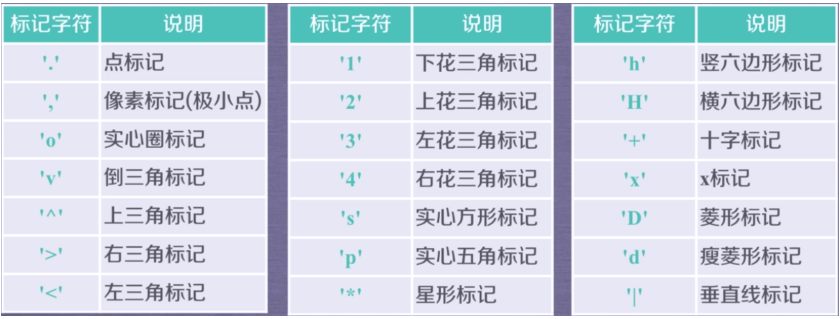 标记字符 说明
'.' 点标记
',' 像素标记(极小点)
'o' 实心圈标记
'v' 倒三角标记
'^' 上三角标记
'>' 右三角标记
'<' 左三角标记
标记字符 说明
'1' 下花三角标记
'2' 上花三角标记
'3' 左花三角标记
'4' 右花三角标记
's' 实心方形标记
'p' 实心五角标记
'*' 星形标记
标记字符 说明
'h' 竖六边形标记
'H' 横六边形标记
'+' 十字标记
'x' x标记
'D' 菱形标记
'd' 瘦菱形标记
'|' 垂直线标记